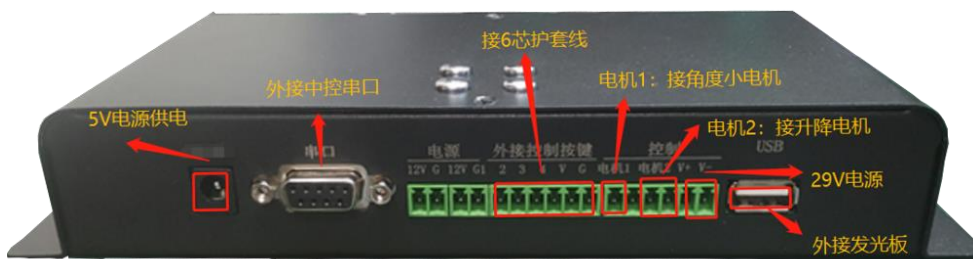 接6芯护套线
外接中控串口
电机1：接角度小电机
5V电源供电
电机2：接升降电机
串口
电源
外接控制按键
控制
USB
12V G 12V G1
2 3 4 V G
电机1 电机2 V+ V-
29V电源
外接发光板